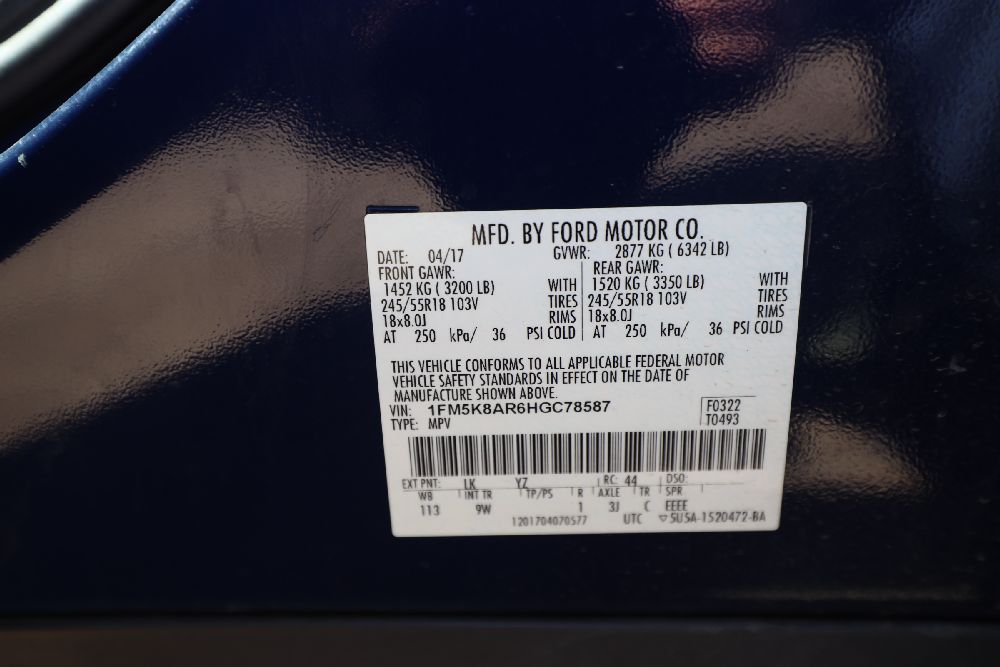 MFD. BY FORD MOTOR CO.
DATE: 04/17 GVWR: 2877 KG ( 6342 LB)
FRONT GAWR: REAR GAWR:
1452 KG ( 3200 LB) WITH 1520 KG ( 3350 LB) WITH
245/55R18 103V TIRES 245/55R18 103V TIRES
18x8.0J RIMS 18x8.0J RIMS
AT 250 kPa/ 36 PSI COLD AT 250 kPa/ 36 PSI COLD
THIS VEHICLE CONFORMS TO ALL APPLICABLE FEDERAL MOTOR
VEHICLE SAFETY STANDARDS IN EFFECT ON THE DATE OF
MANUFACTURE SHOWN ABOVE.
VIN: 1FM5K8AR6HGC78587 F0322
TYPE: MPV T0493
EXT PNT: LK YZ RC: 44 DSO:
WB INT TR TP/PS R AXLE TR SPR
113 9W 1 3J C EEEE
1201704070577 UTC ▽5U5A-1520472-BA